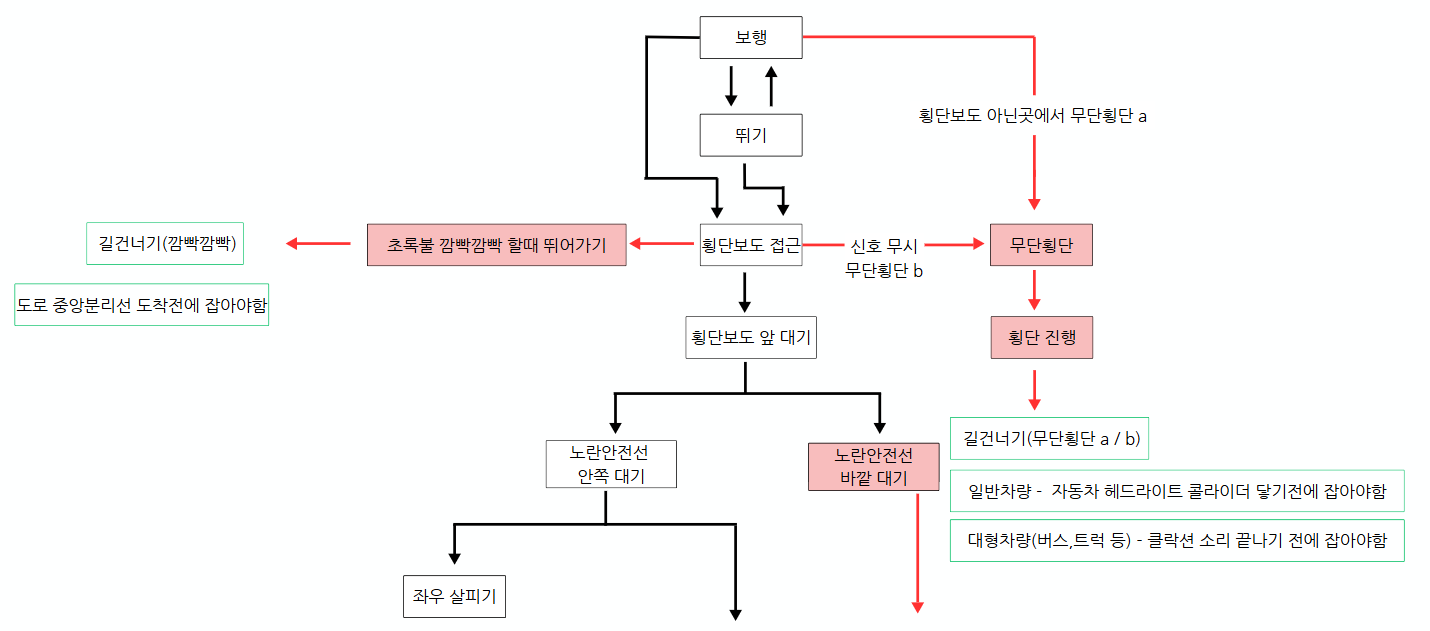 보행
횡단보도 아닌곳에서 무단횡단 a
뛰기
길건너기(깜빡깜빡)
초록불 깜빡깜빡 할때 뛰어가기
횡단보도 접근
신호 무시
무단횡단 b
무단횡단
도로 중앙분리선 도착전에 잡아야함
횡단보도 앞 대기
횡단 진행
길건너기(무단횡단 a / b)
노란안전선
안쪽 대기
노란안전선
바깥 대기
일반차량 - 자동차 헤드라이트 콜라이더 닿기전에 잡아야함
대형차량(버스,트럭 등) - 클락션 소리 끝나기 전에 잡아야함
좌우 살피기